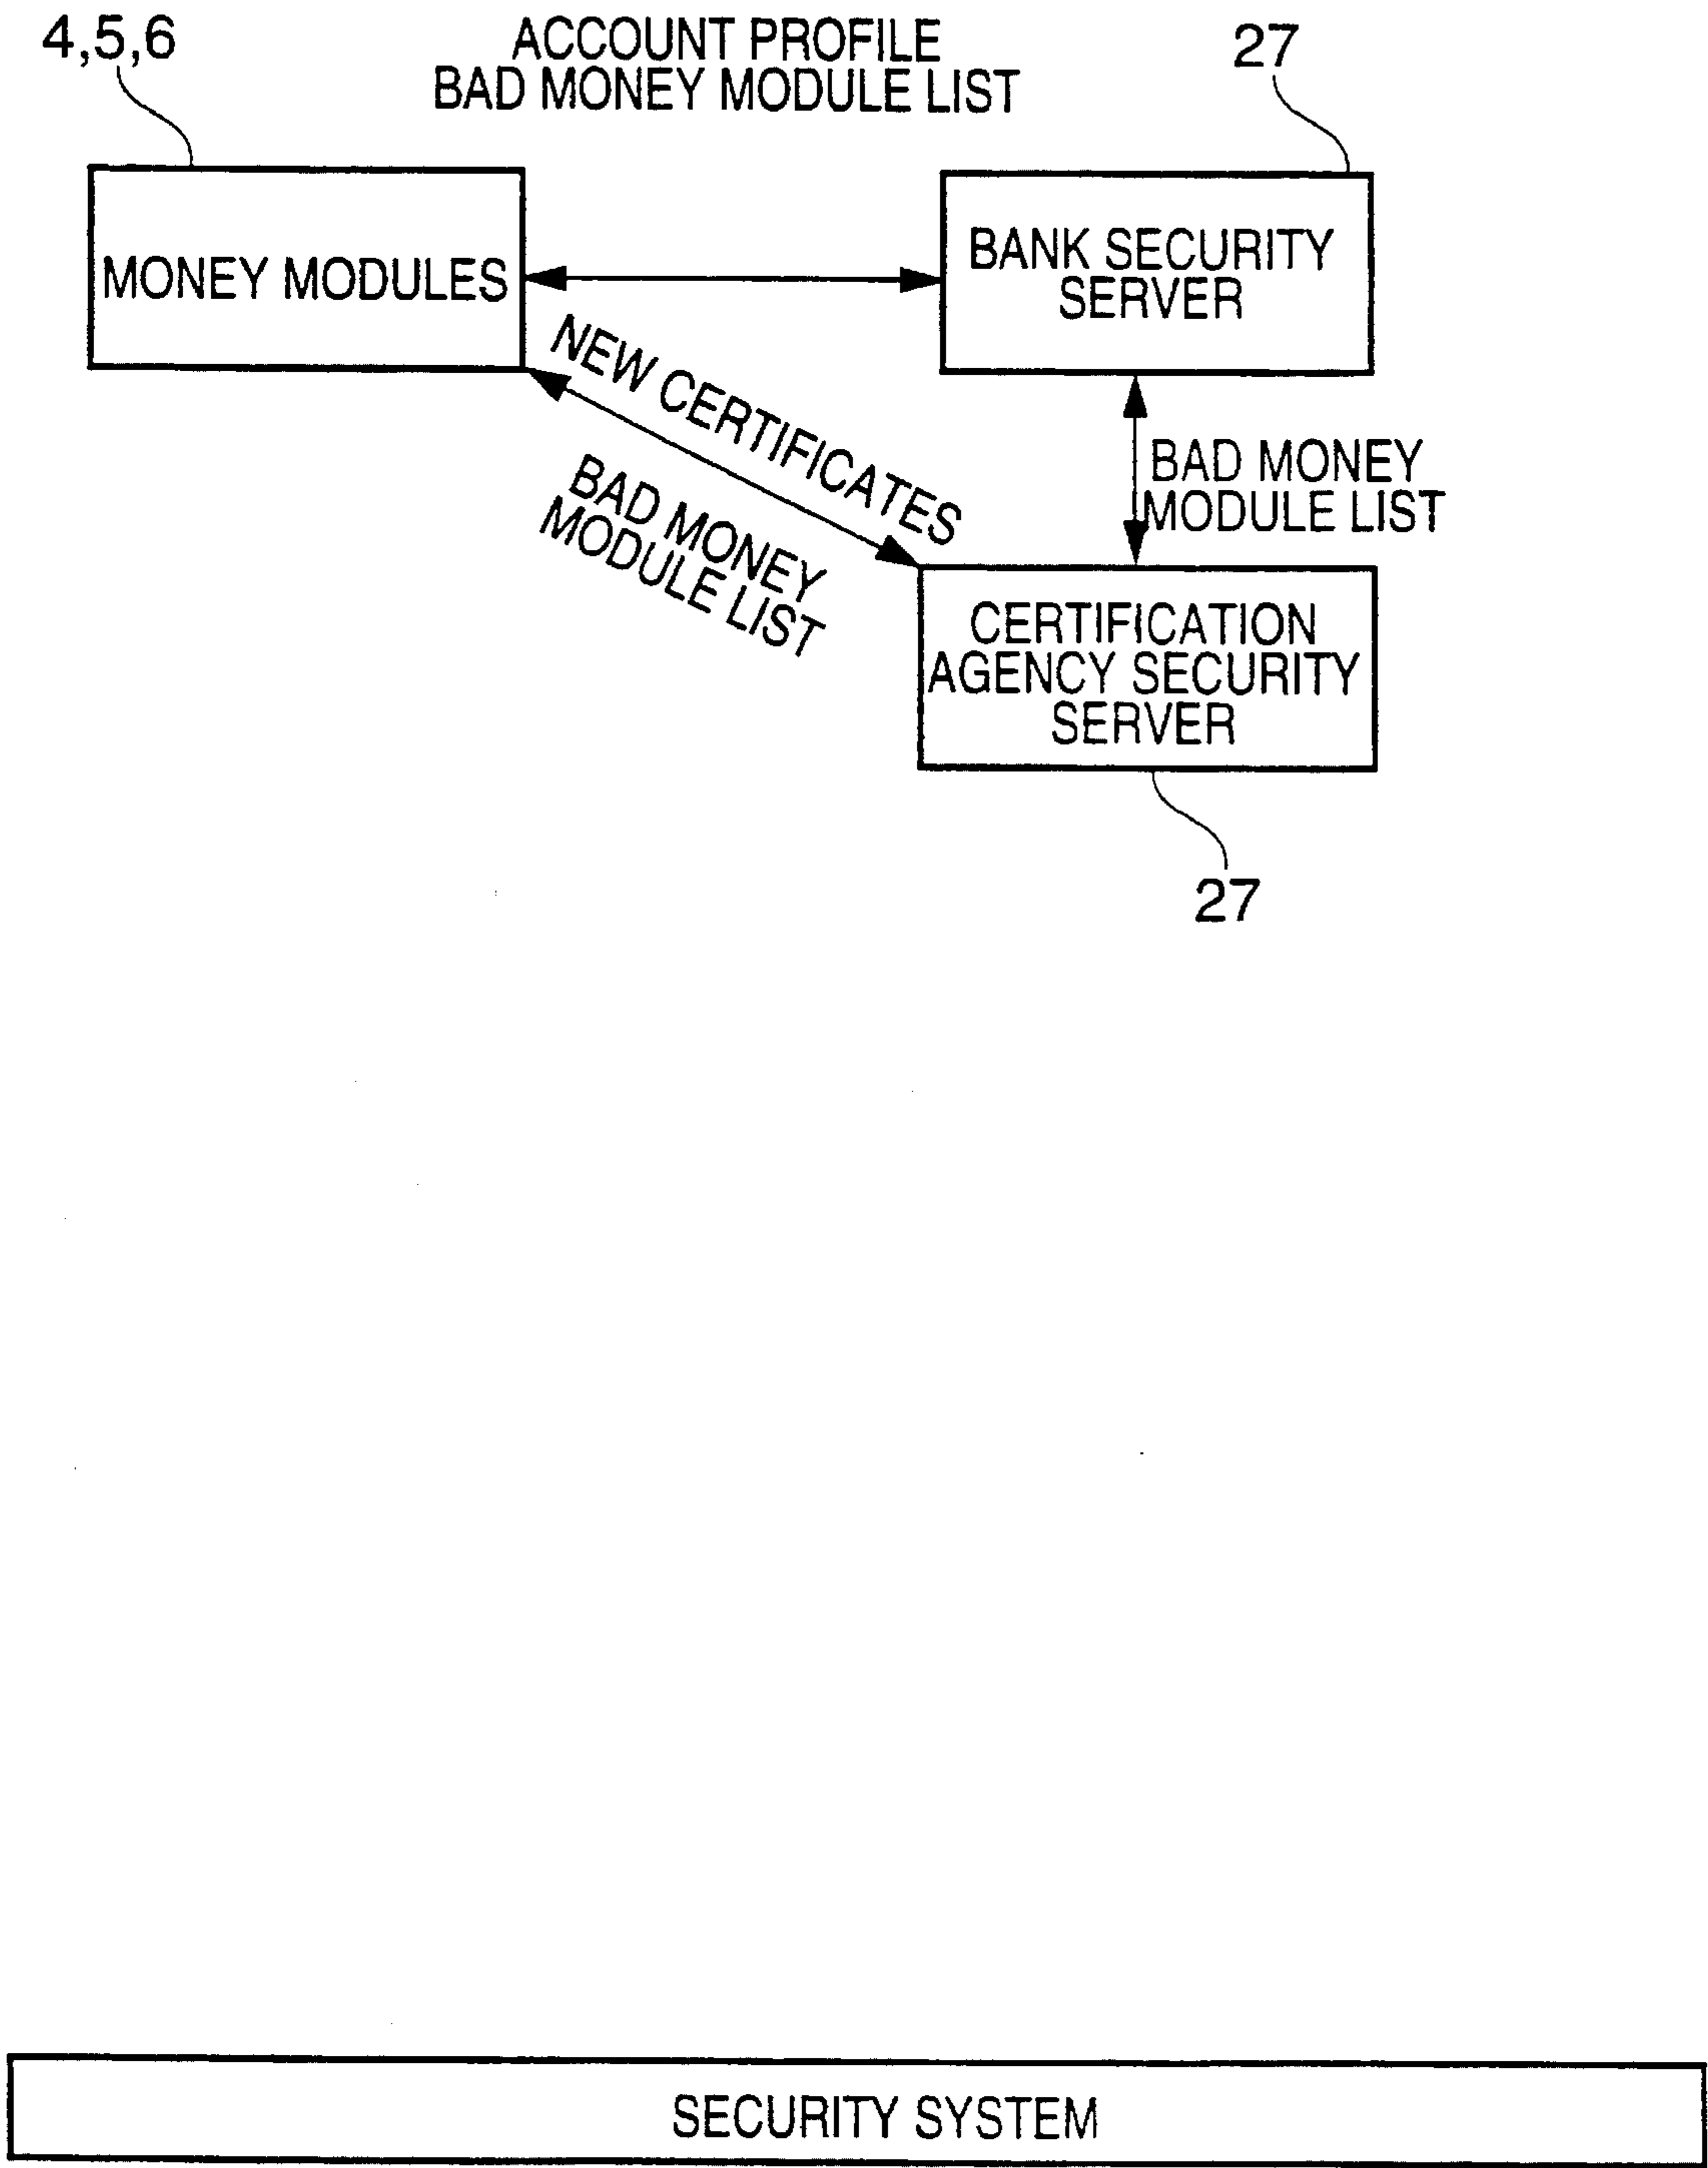 4,5,6
ACCOUNT PROFILE
BAD MONEY MODULE LIST
27
MONEY MODULES
BANK SECURITY
SERVER
NEW CERTIFICATES
BAD MONEY
MODULE LIST
BAD MONEY
MODULE LIST
CERTIFICATION
AGENCY SECURITY
SERVER
27
SECURITY SYSTEM